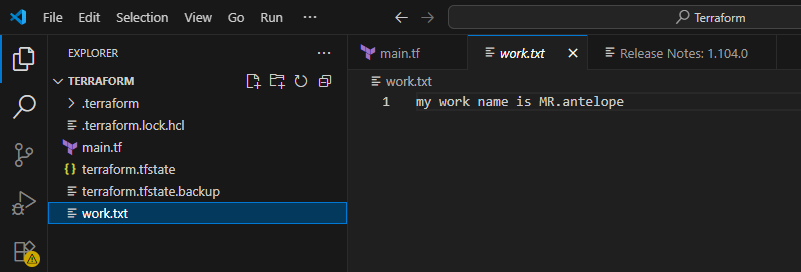 File Edit Selection View Go Run ··· ← → Terraform
EXPLORER ···
TERRAFORM
.terraform
.terraform.lock.hcl
main.tf
terraform.tfstate
terraform.tfstate.backup
work.txt
main.tf work.txt Release Notes: 1.104.0
work.txt
1 my work name is MR.antelope